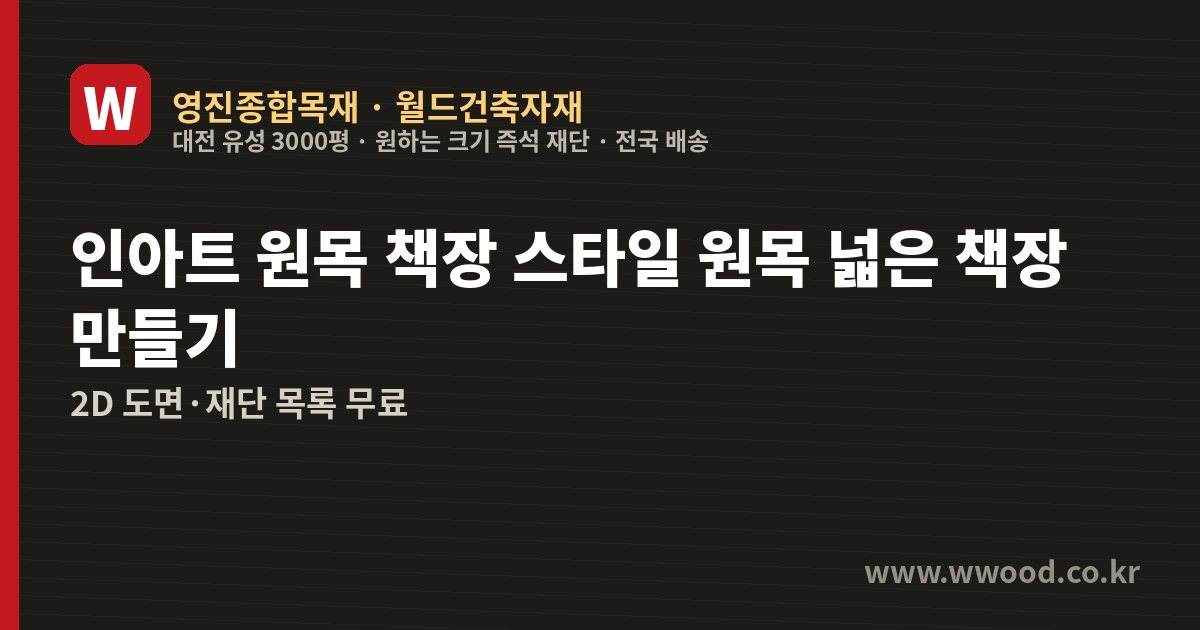 W
영진종합목재 · 월드건축자재
대전 유성 3000평 · 원하는 크기 즉석 재단 · 전국 배송
인아트 원목 책장 스타일 원목 넓은 책장
만들기
2D 도면·재단 목록 무료
www.wwood.co.kr